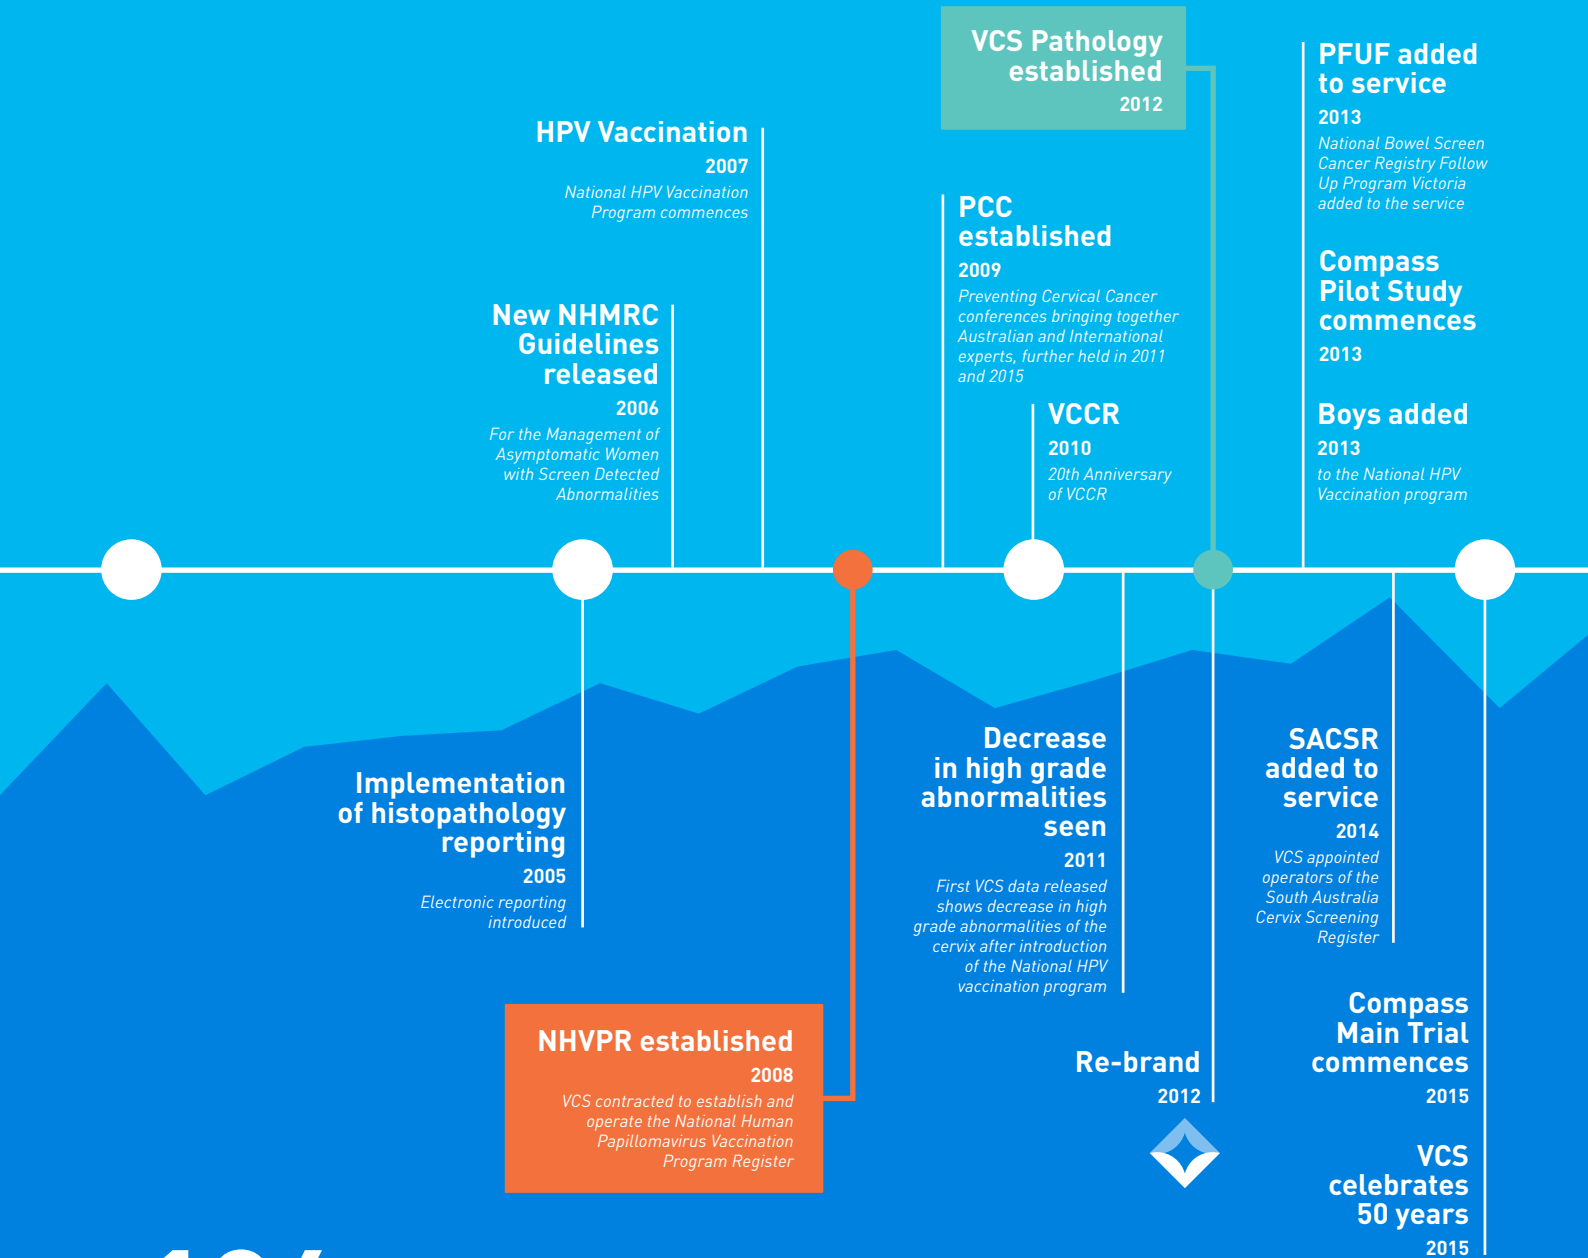 VCS Pathology
established
2012
PFUF added
to service
2013
National Bowel Screen
Cancer Registry Follow
Up Program Victoria
added to the service
HPV Vaccination
2007
National HPV Vaccination
Program commences
PCC
established
2009
Preventing Cervical Cancer
conferences bringing together
Australian and International
experts, further held in 2011
and 2015
Compass
Pilot Study
commences
2013
New NHMRC
Guidelines
released
2006
For the Management of
Asymptomatic Women
with Screen Detected
Abnormalities
VCCR
2010
20th Anniversary
of VCCR
Boys added
2013
to the National HPV
Vaccination program
Implementation
of histopathology
reporting
2005
Electronic reporting
introduced
Decrease
in high grade
abnormalities
seen
2011
First VCS data released
shows decrease in high
grade abnormalities of the
cervix after introduction
of the National HPV
vaccination program
SACSR
added to
service
2014
VCS appointed
operators of the
South Australia
Cervix Screening
Register
NHVPR established
2008
VCS contracted to establish and
operate the National Human
Papillomavirus Vaccination
Program Register
Re-brand
2012
Compass
Main Trial
commences
2015
VCS
celebrates
50 years
2015